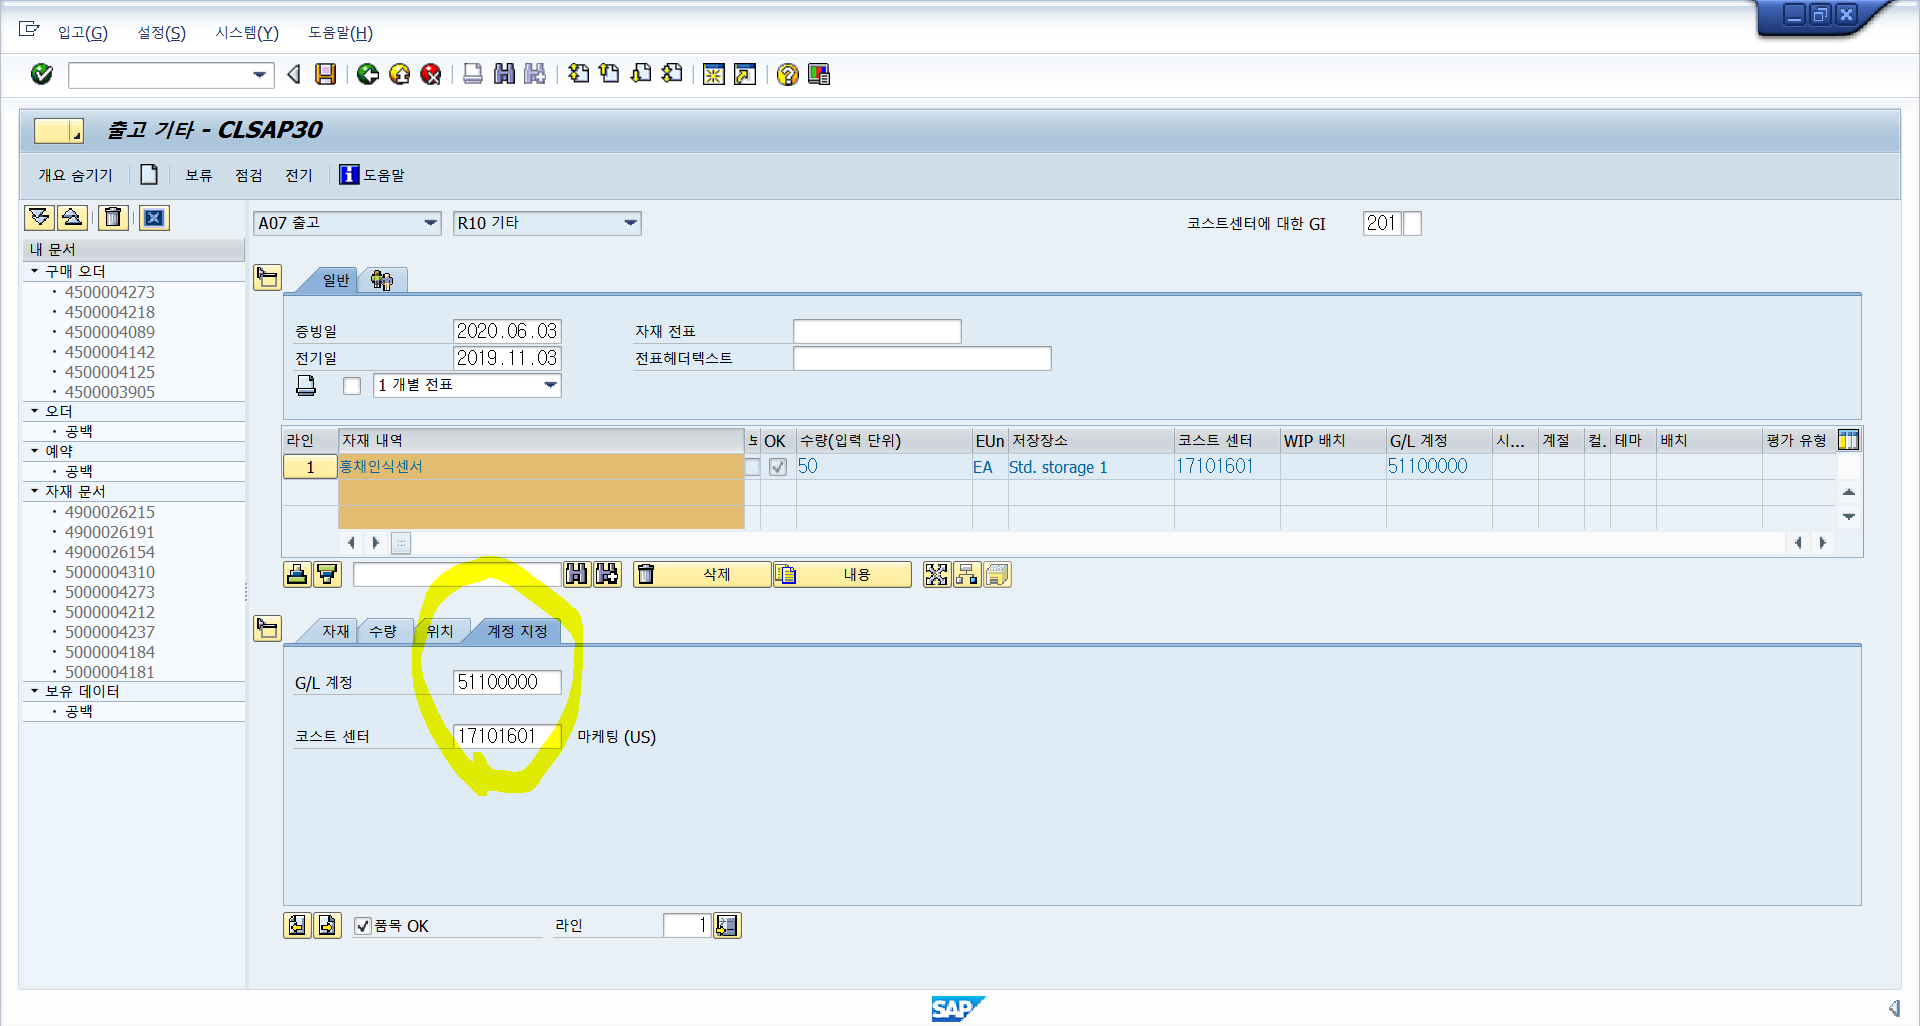 입고(G) 설정(S) 시스템(Y) 도움말(H)
출고 기타 - CLSAP30
개요 숨기기 보류 점검 전기 도움말
A07 출고 R10 기타 코스트센터에 대한 GI 201
내 문서
구매 오더
4500004273
4500004218
4500004089
4500004142
4500004125
4500003905
오더
공백
예약
공백
자재 문서
4900026215
4900026191
4900026154
5000004310
5000004273
5000004212
5000004237
5000004184
5000004181
보유 데이터
공백
일반
증빙일 2020.06.03 자재 전표
전기일 2019.11.03 전표헤더텍스트
1 개별 전표
라인 자재 내역 OK 수량(입력 단위) EUn 저장장소 코스트 센터 WIP 배치 G/L 계정 시... 계절 컬. 테마 배치 평가 유형
1 홍채인식센서 50 EA Std. storage 1 17101601 51100000
삭제 내용
자재 수량 위치 계정 지정
G/L 계정 51100000
코스트 센터 17101601 마케팅 (US)
품목 OK 라인 1
SAP